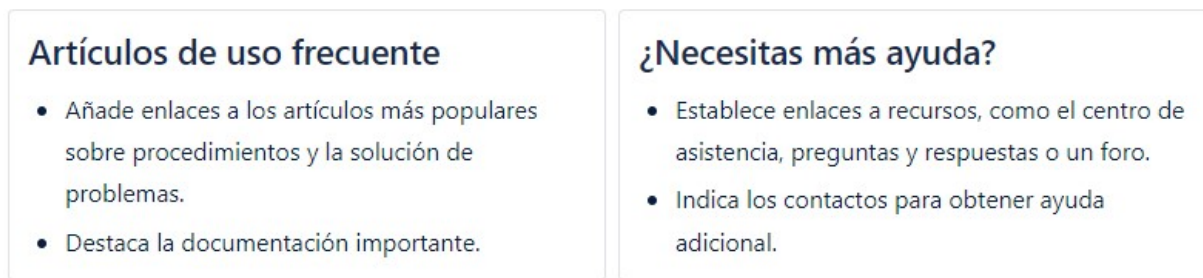 Artículos de uso frecuente
• Añade enlaces a los artículos más populares
sobre procedimientos y la solución de
problemas.
• Destaca la documentación importante.
¿Necesitas más ayuda?
• Establece enlaces a recursos, como el centro de
asistencia, preguntas y respuestas o un foro.
• Indica los contactos para obtener ayuda
adicional.